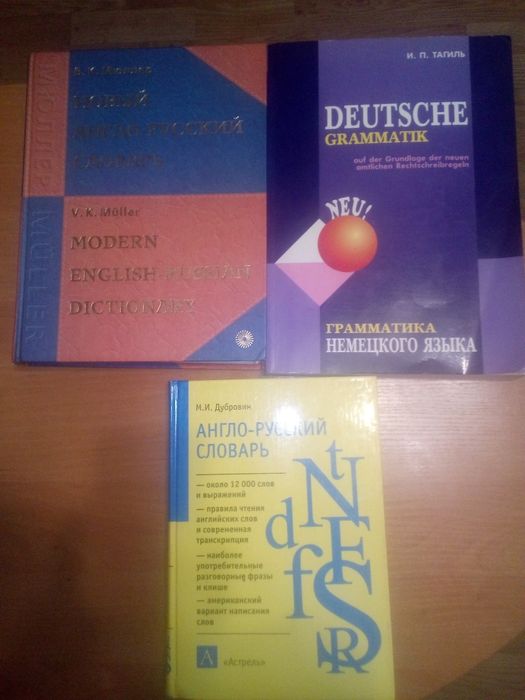 МЮЛЛЕР
MÜLLER
В. К. Мюллер
НОВЫЙ
АНГЛО-РУССКИЙ
СЛОВАРЬ
V. K. Müller
MODERN
ENGLISH-RUSSIAN
DICTIONARY
И. П. ТАГИЛЬ
DEUTSCHE
GRAMMATIK
auf der Grundlage der neuen
amtlichen Rechtschreibregeln
NEU!
ГРАММАТИКА
НЕМЕЦКОГО ЯЗЫКА
М.И. Дубровин
АНГЛО-РУССКИЙ
СЛОВАРЬ
— около 12 000 слов
и выражений
— правила чтения
английских слов
и современная
транскрипция
— наиболее
употребительные
разговорные фразы
и клише
— американский
вариант написания
слов
t
N
T
d
E
f
S
R
А
«Астрель»